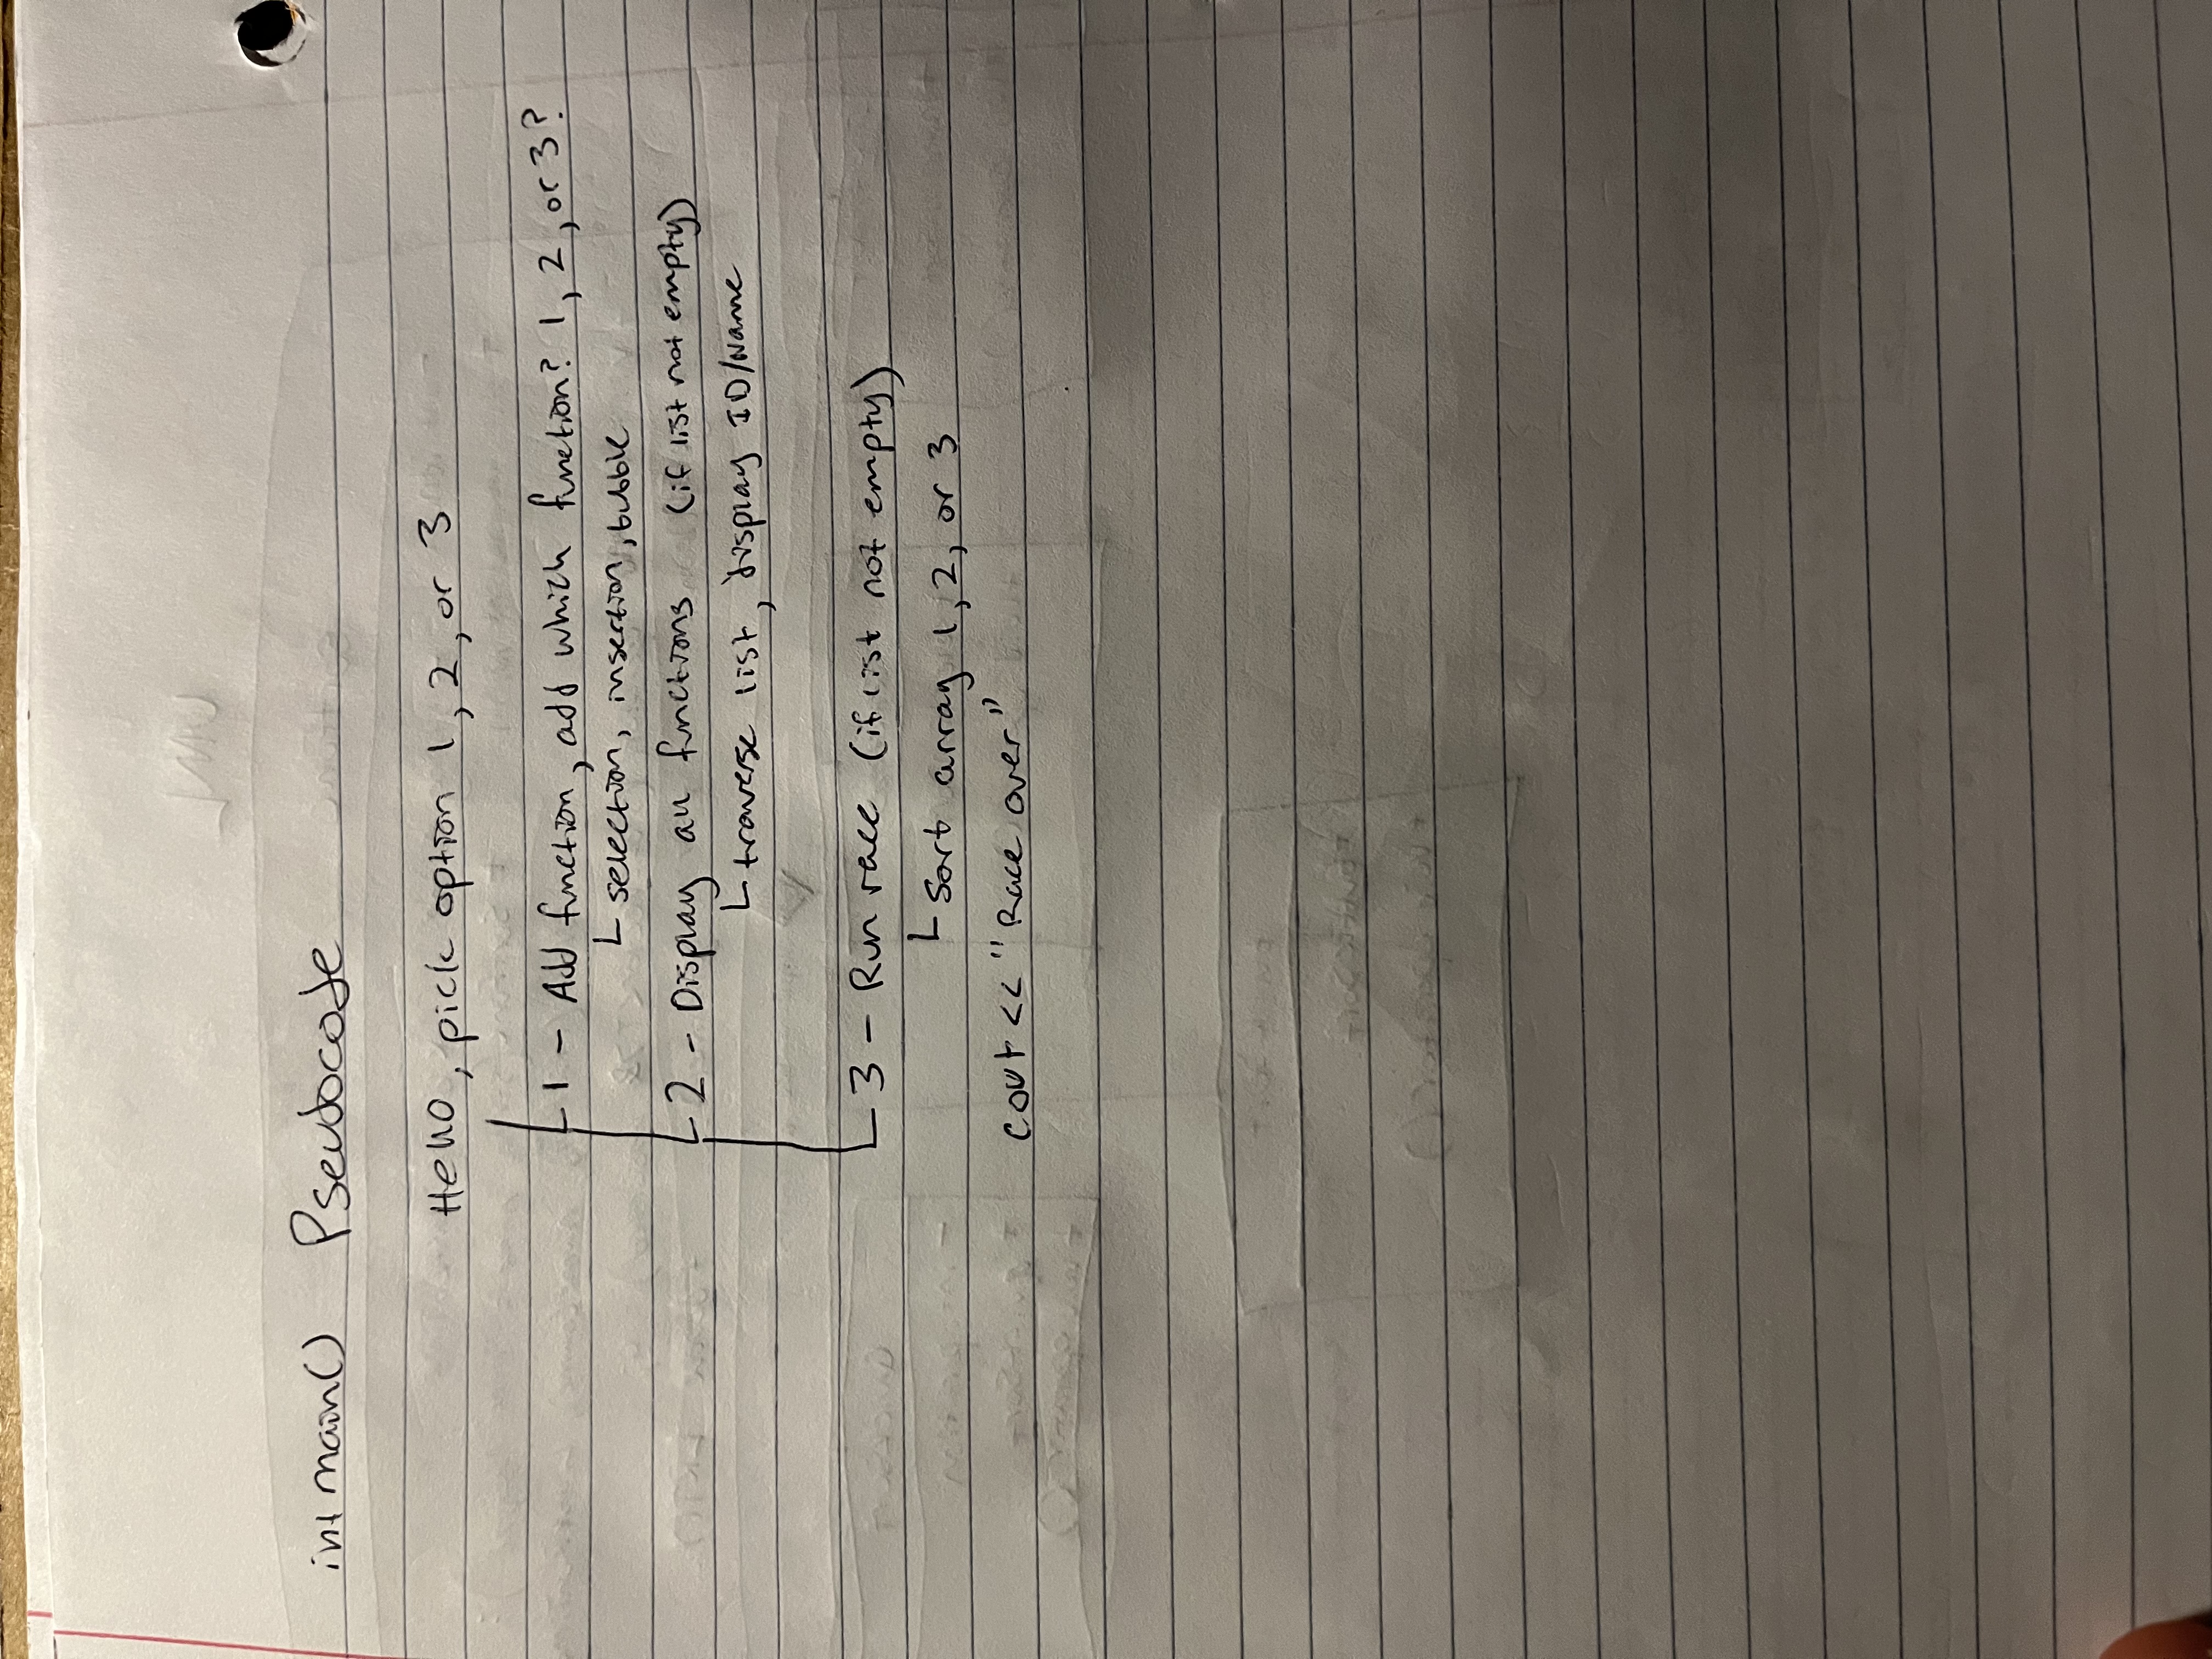 int main() Pseudocode
Hello, pick option 1, 2, or 3
1 - Add function, add which function? 1, 2, or 3?
selection, insertion, bubble
2 - Display all functions (if list not empty)
traverse list, display ID/Name
3 - Run race (if list not empty)
Sort array 1, 2, or 3
cout << "Race over"